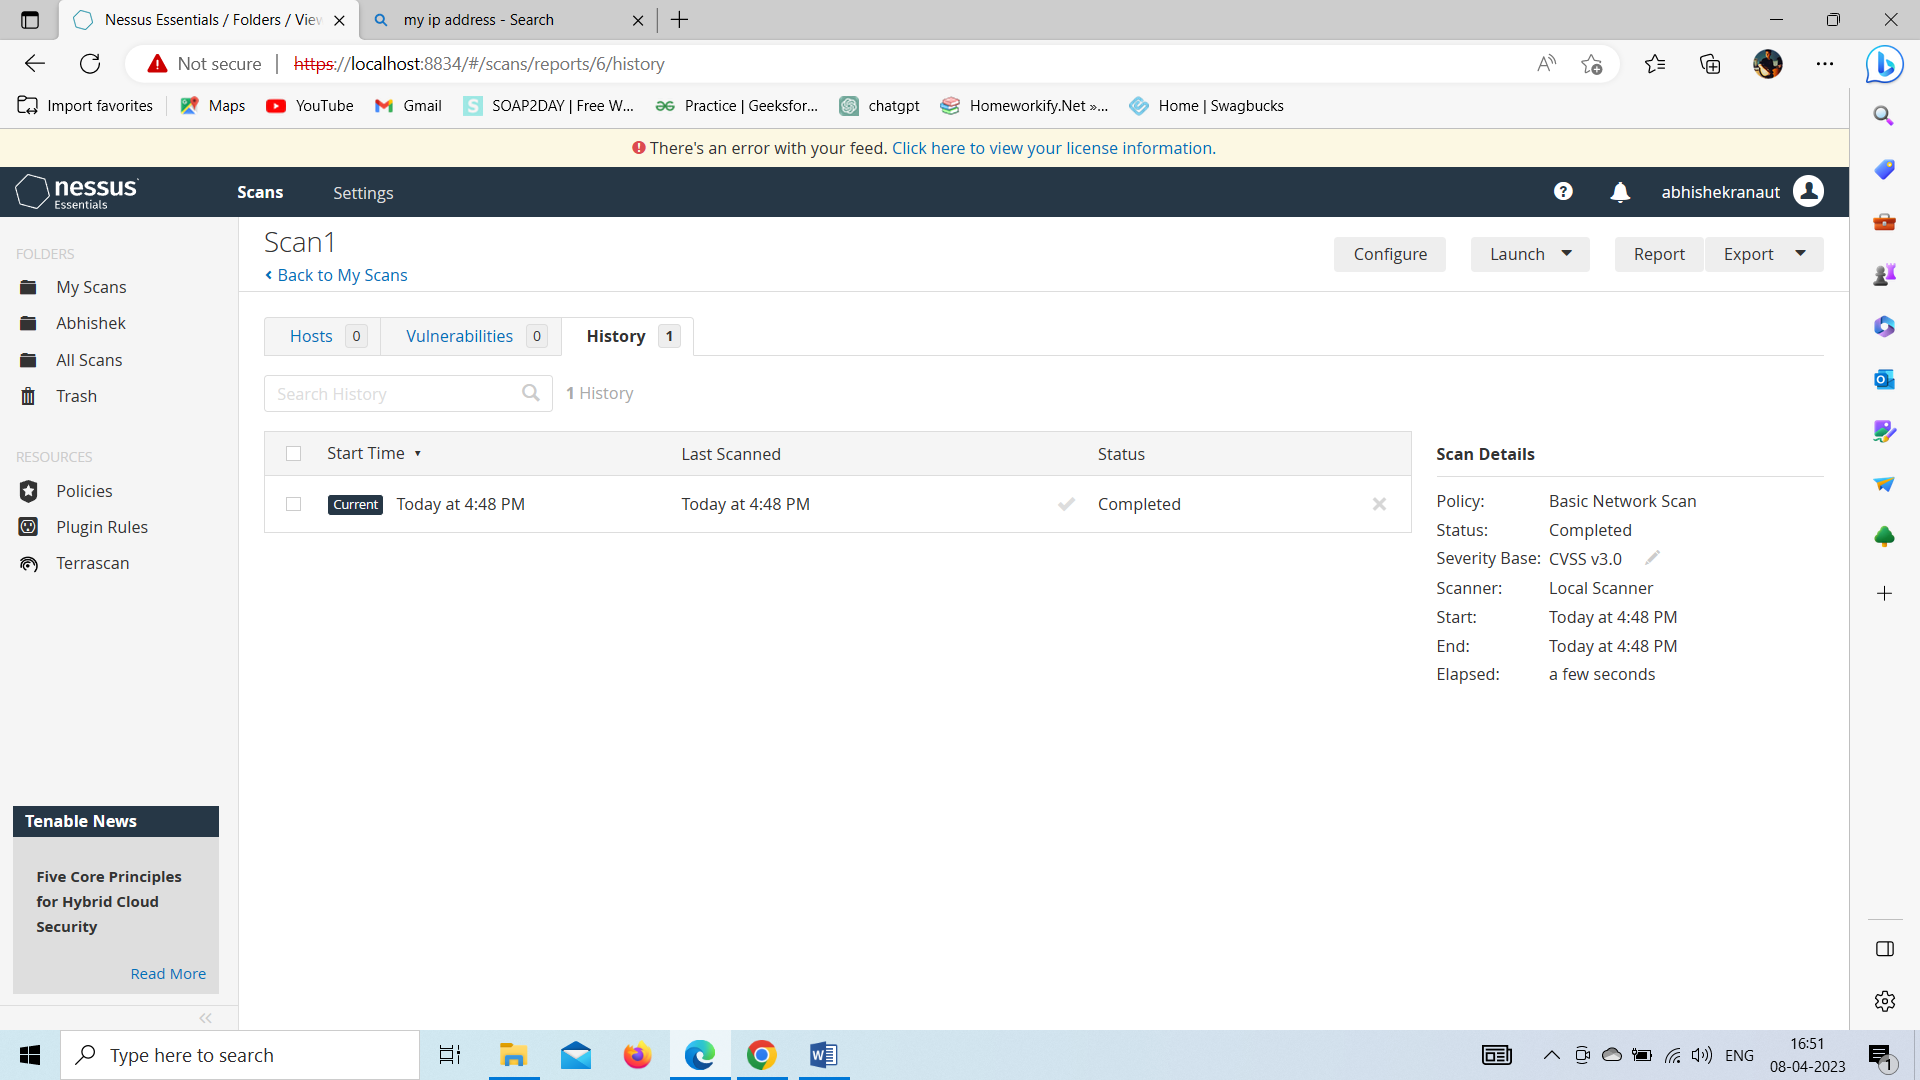 Nessus Essentials / Folders / View
my ip address - Search
Not secure
https://localhost:8834/#/scans/reports/6/history
Import favorites
Maps
YouTube
Gmail
SOAP2DAY | Free W...
Practice | Geeksfor...
chatgpt
Homeworkify.Net »...
Home | Swagbucks
There's an error with your feed. Click here to view your license information.
nessus
Essentials
Scans
Settings
abhishekranaut
FOLDERS
My Scans
Abhishek
All Scans
Trash
RESOURCES
Policies
Plugin Rules
Terrascan
Tenable News
Five Core Principles
for Hybrid Cloud
Security
Read More
Scan1
Back to My Scans
Configure
Launch
Report
Export
Hosts 0
Vulnerabilities 0
History 1
Search History
1 History
Start Time Last Scanned Status
Current Today at 4:48 PM Today at 4:48 PM Completed
Scan Details
Policy: Basic Network Scan
Status: Completed
Severity Base: CVSS v3.0
Scanner: Local Scanner
Start: Today at 4:48 PM
End: Today at 4:48 PM
Elapsed: a few seconds
Type here to search
ENG
16:51
08-04-2023
1